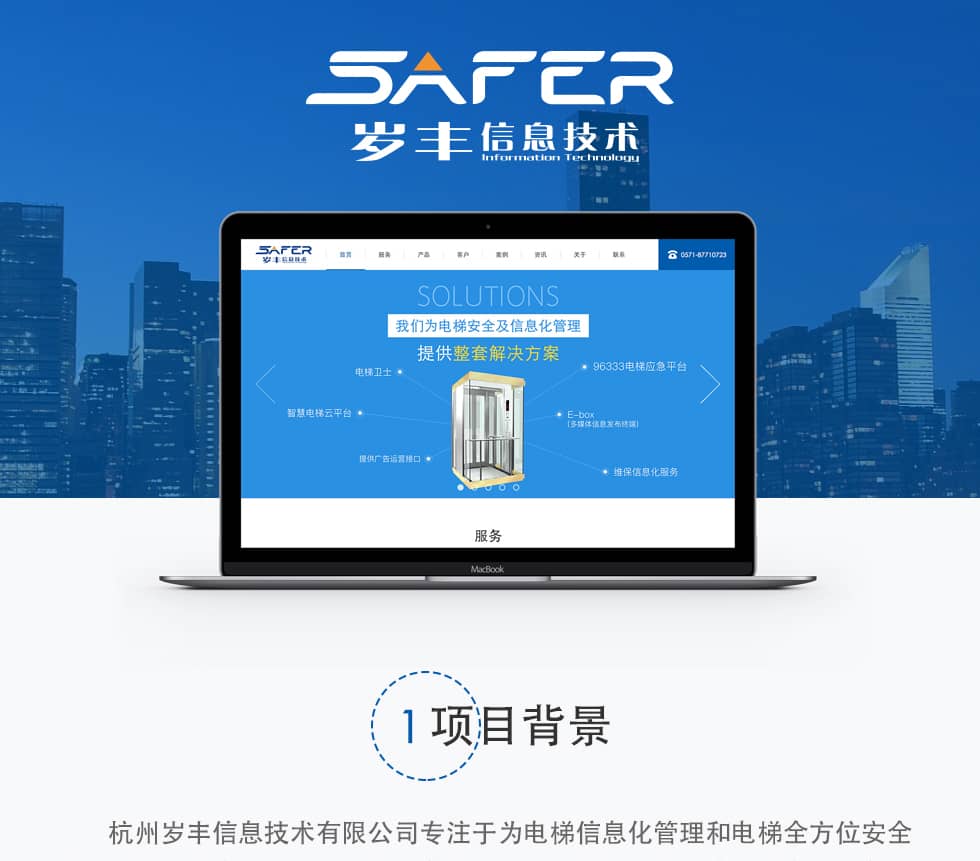 SAFER
岁丰信息技术
Information Technology
SAFER
岁丰信息技术
首页 服务 产品 客户 案例 资讯 关于 联系
0571-87710723
SOLUTIONS
我们为电梯安全及信息化管理
提供整套解决方案
电梯卫士
96333电梯应急平台
智慧电梯云平台
E-box
(多媒体信息发布终端)
提供广告运营接口
维保信息化服务
服务
MacBook
1 项目背景
杭州岁丰信息技术有限公司专注于为电梯信息化管理和电梯全方位安全